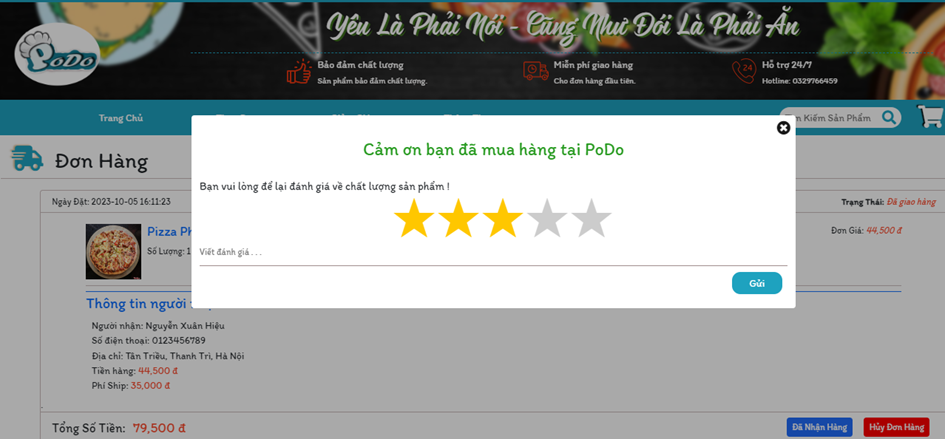 Yêu Là Phải Nói - Cũng Như Đói Là Phải Ăn
PoDo
Bảo đảm chất lượng
Sản phẩm bảo đảm chất lượng.
Miễn phí giao hàng
Cho đơn hàng đầu tiên.
24
Hỗ trợ 24/7
Hotline: 0329766459
Trang Chủ
Kiếm Sản Phẩm
Đơn Hàng
Cảm ơn bạn đã mua hàng tại PoDo
Bạn vui lòng để lại đánh giá về chất lượng sản phẩm !
Viết đánh giá . . .
Gửi
Ngày Đặt: 2023-10-05 16:11:23
Trạng Thái: Đã giao hàng
Pizza
Số Lượng: 1
Đơn Giá: 44,500 đ
Thông tin người
Người nhận: Nguyễn Xuân Hiệu
Số điện thoại: 0123456789
Địa chỉ: Tân Triều, Thanh Trì, Hà Nội
Tiền hàng: 44,500 đ
Phí Ship: 35,000 đ
Tổng Số Tiền: 79,500 đ
Đã Nhận Hàng
Hủy Đơn Hàng